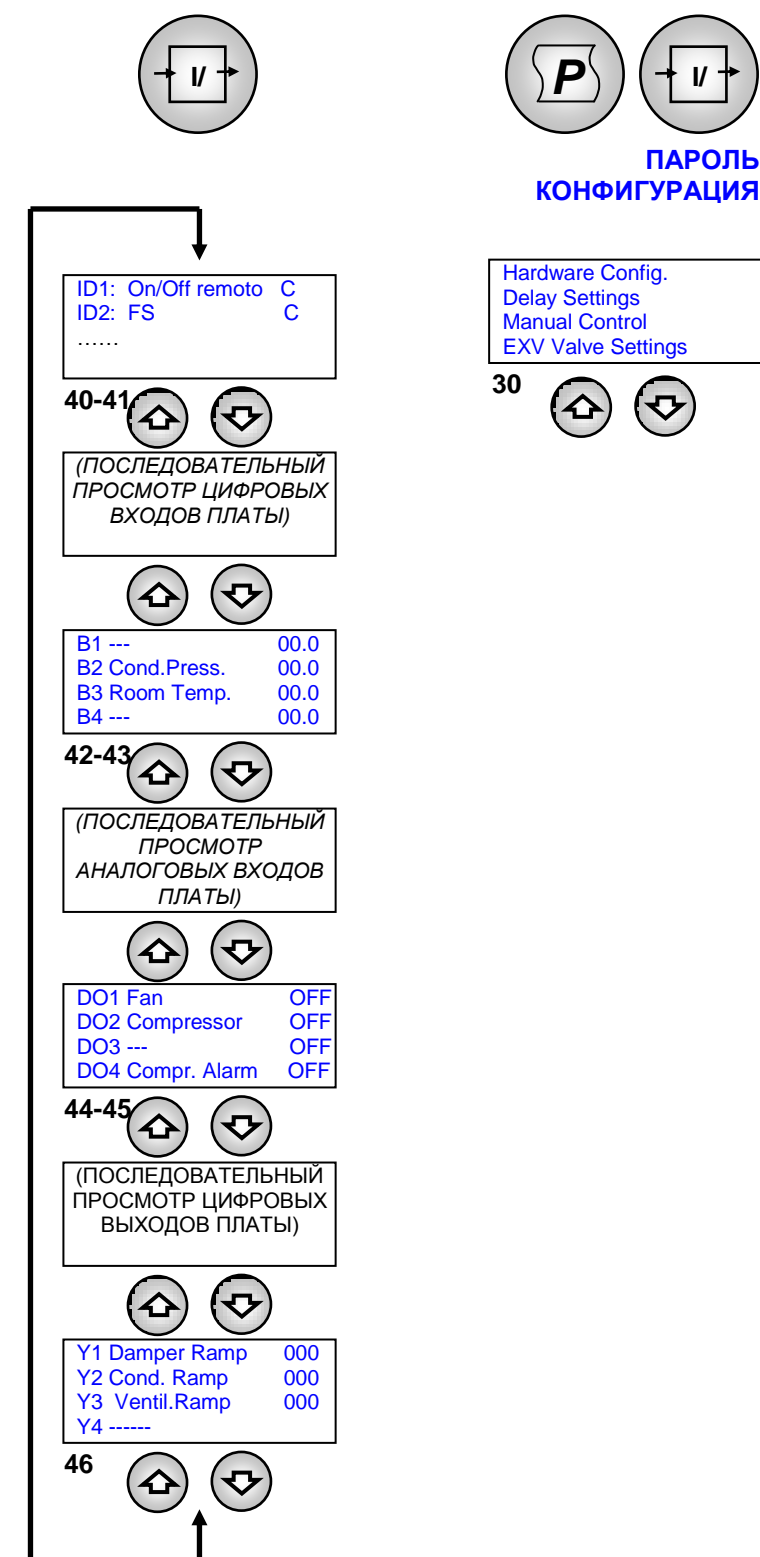 I/
P
I/
ПАРОЛЬ
КОНФИГУРАЦИЯ
ID1: On/Off remoto C
ID2: FS C
……
40-41
(ПОСЛЕДОВАТЕЛЬНЫЙ
ПРОСМОТР ЦИФРОВЫХ
ВХОДОВ ПЛАТЫ)
B1 --- 00.0
B2 Cond.Press. 00.0
B3 Room Temp. 00.0
B4 --- 00.0
42-43
(ПОСЛЕДОВАТЕЛЬНЫЙ
ПРОСМОТР
АНАЛОГОВЫХ ВХОДОВ
ПЛАТЫ)
DO1 Fan OFF
DO2 Compressor OFF
DO3 --- OFF
DO4 Compr. Alarm OFF
44-45
(ПОСЛЕДОВАТЕЛЬНЫЙ
ПРОСМОТР ЦИФРОВЫХ
ВЫХОДОВ ПЛАТЫ)
Y1 Damper Ramp 000
Y2 Cond. Ramp 000
Y3 Ventil.Ramp 000
Y4 ------
46
Hardware Config.
Delay Settings
Manual Control
EXV Valve Settings
30